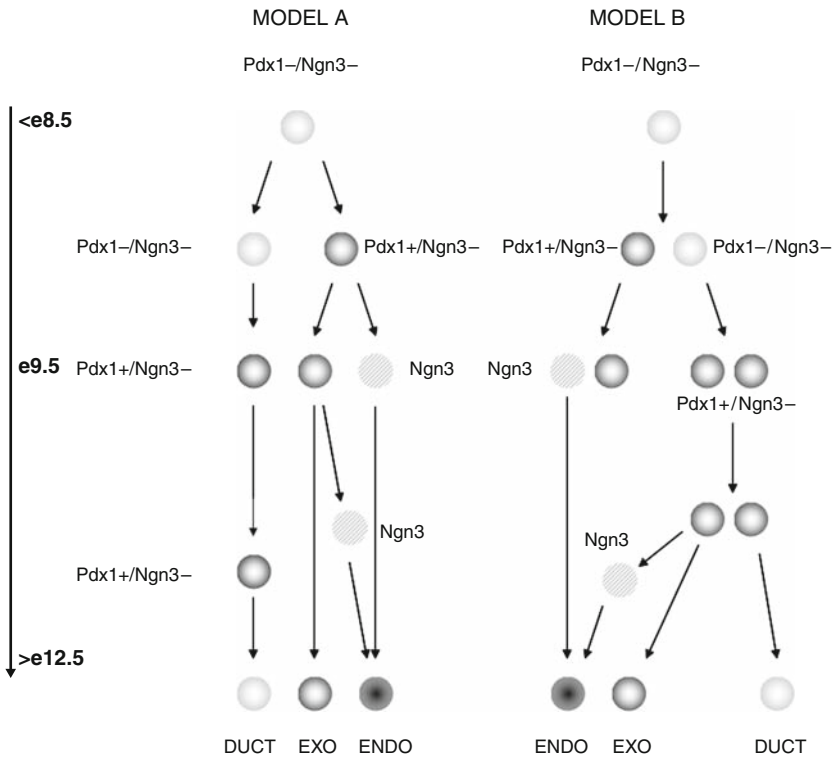 MODEL A
MODEL B
Pdx1–/Ngn3–
Pdx1–/Ngn3–
<e8.5
Pdx1–/Ngn3–
Pdx1+/Ngn3–
Pdx1+/Ngn3–
Pdx1–/Ngn3–
e9.5
Pdx1+/Ngn3–
Ngn3
Ngn3
Pdx1+/Ngn3–
Ngn3
Ngn3
Pdx1+/Ngn3–
>e12.5
DUCT
EXO
ENDO
ENDO
EXO
DUCT